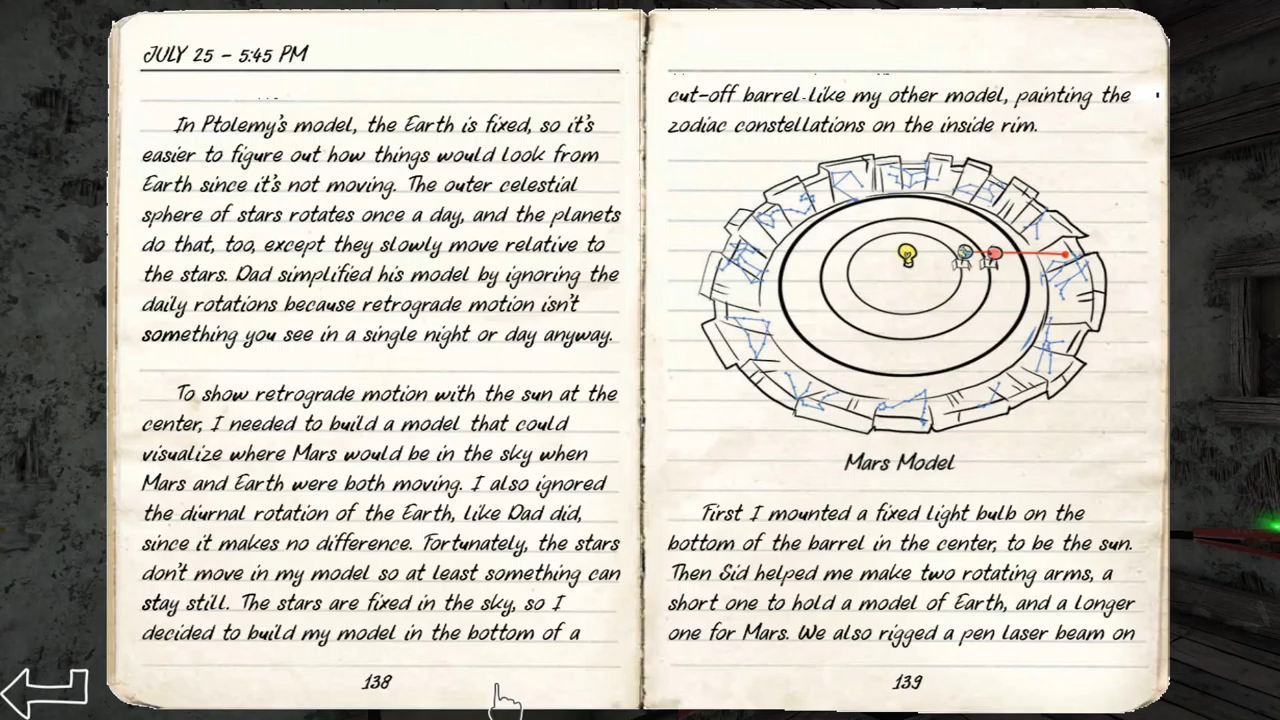 JULY 25 - 5:45 PM
In Ptolemy's model, the Earth is fixed, so it's
easier to figure out how things would look from
Earth since it's not moving. The outer celestial
sphere of stars rotates once a day, and the planets
do that, too, except they slowly move relative to
the stars. Dad simplified his model by ignoring the
daily rotations because retrograde motion isn't
something you see in a single night or day anyway.
To show retrograde motion with the sun at the
center, I needed to build a model that could
visualize where Mars would be in the sky when
Mars and Earth were both moving. I also ignored
the diurnal rotation of the Earth, like Dad did,
since it makes no difference. Fortunately, the stars
don't move in my model so at least something can
stay still. The stars are fixed in the sky, so I
decided to build my model in the bottom of a
138
cut-off barrel like my other model, painting the
zodiac constellations on the inside rim.
Mars Model
First I mounted a fixed light bulb on the
bottom of the barrel in the center, to be the sun.
Then Sid helped me make two rotating arms, a
short one to hold a model of Earth, and a longer
one for Mars. We also rigged a pen laser beam on
139